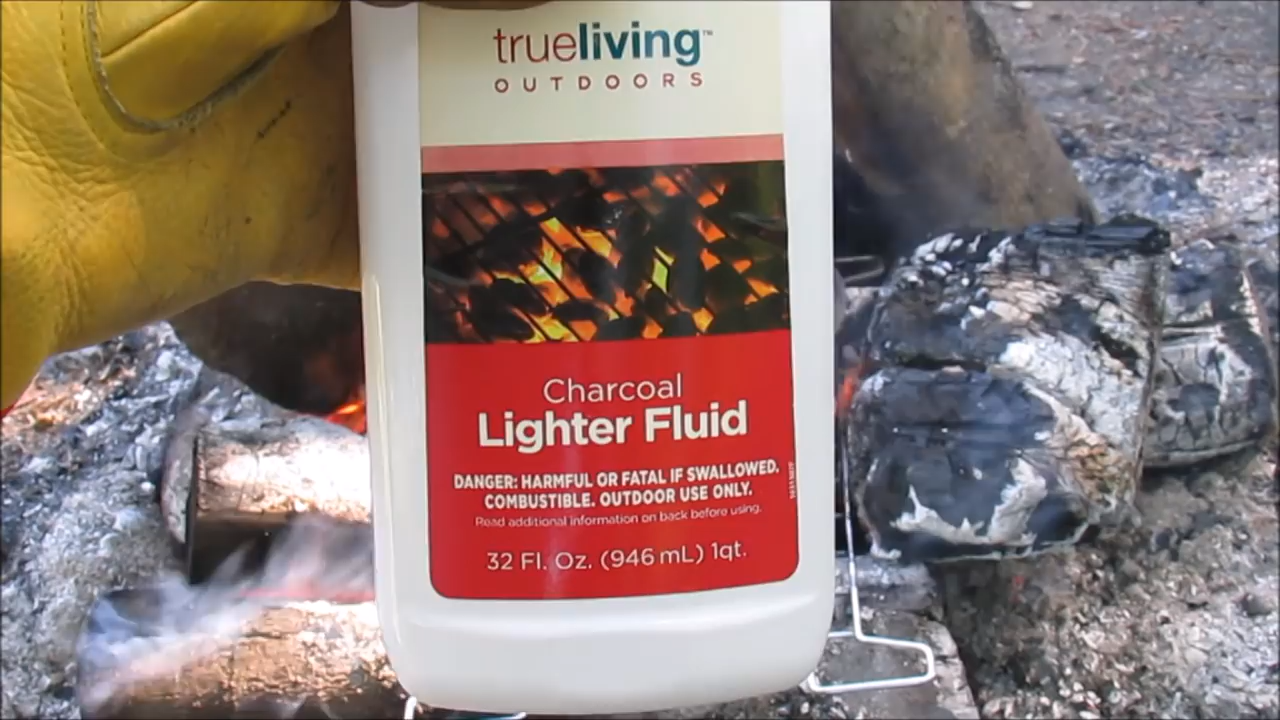 trueliving™
OUTDOORS
Charcoal
Lighter Fluid
DANGER: HARMFUL OR FATAL IF SWALLOWED.
COMBUSTIBLE. OUTDOOR USE ONLY.
Read additional information on back before using.
32 Fl. Oz. (946 mL) 1qt.